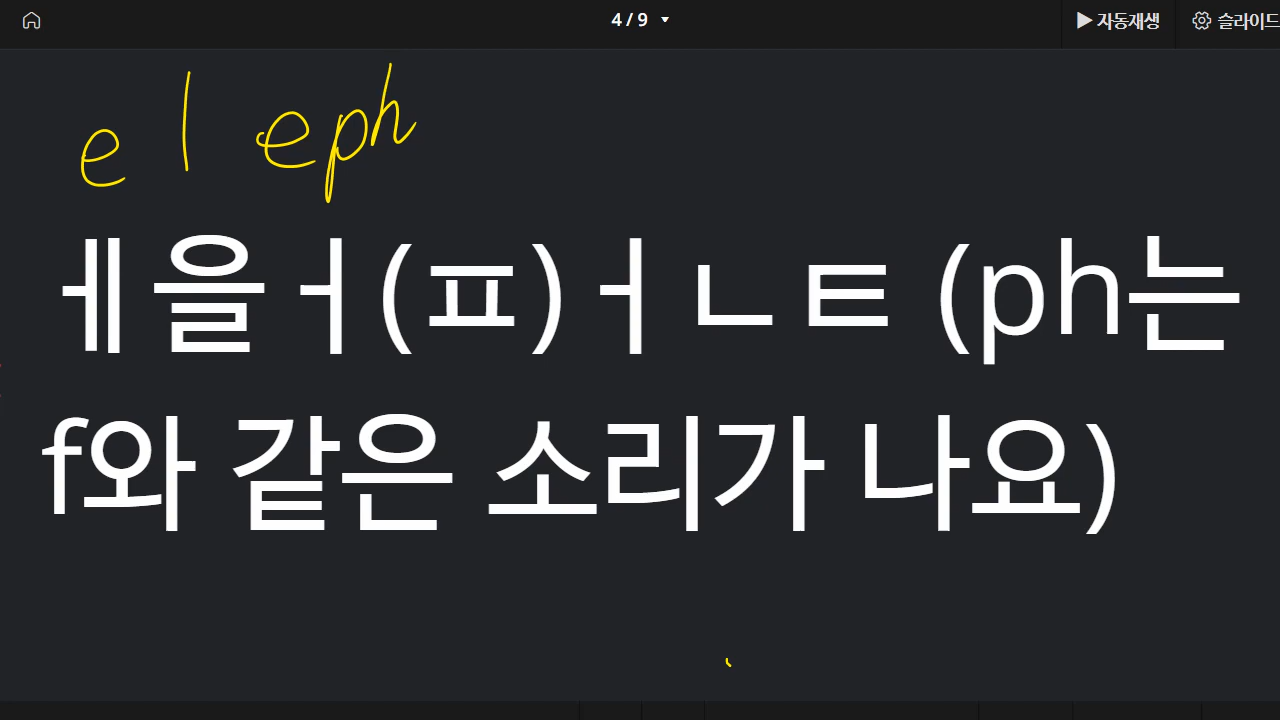 4 / 9
자동재생
슬라이드
e l eph
ㅔ을ㅓ(ㅍ)ㅓㄴㅌ (ph는
f와 같은 소리가 나요)